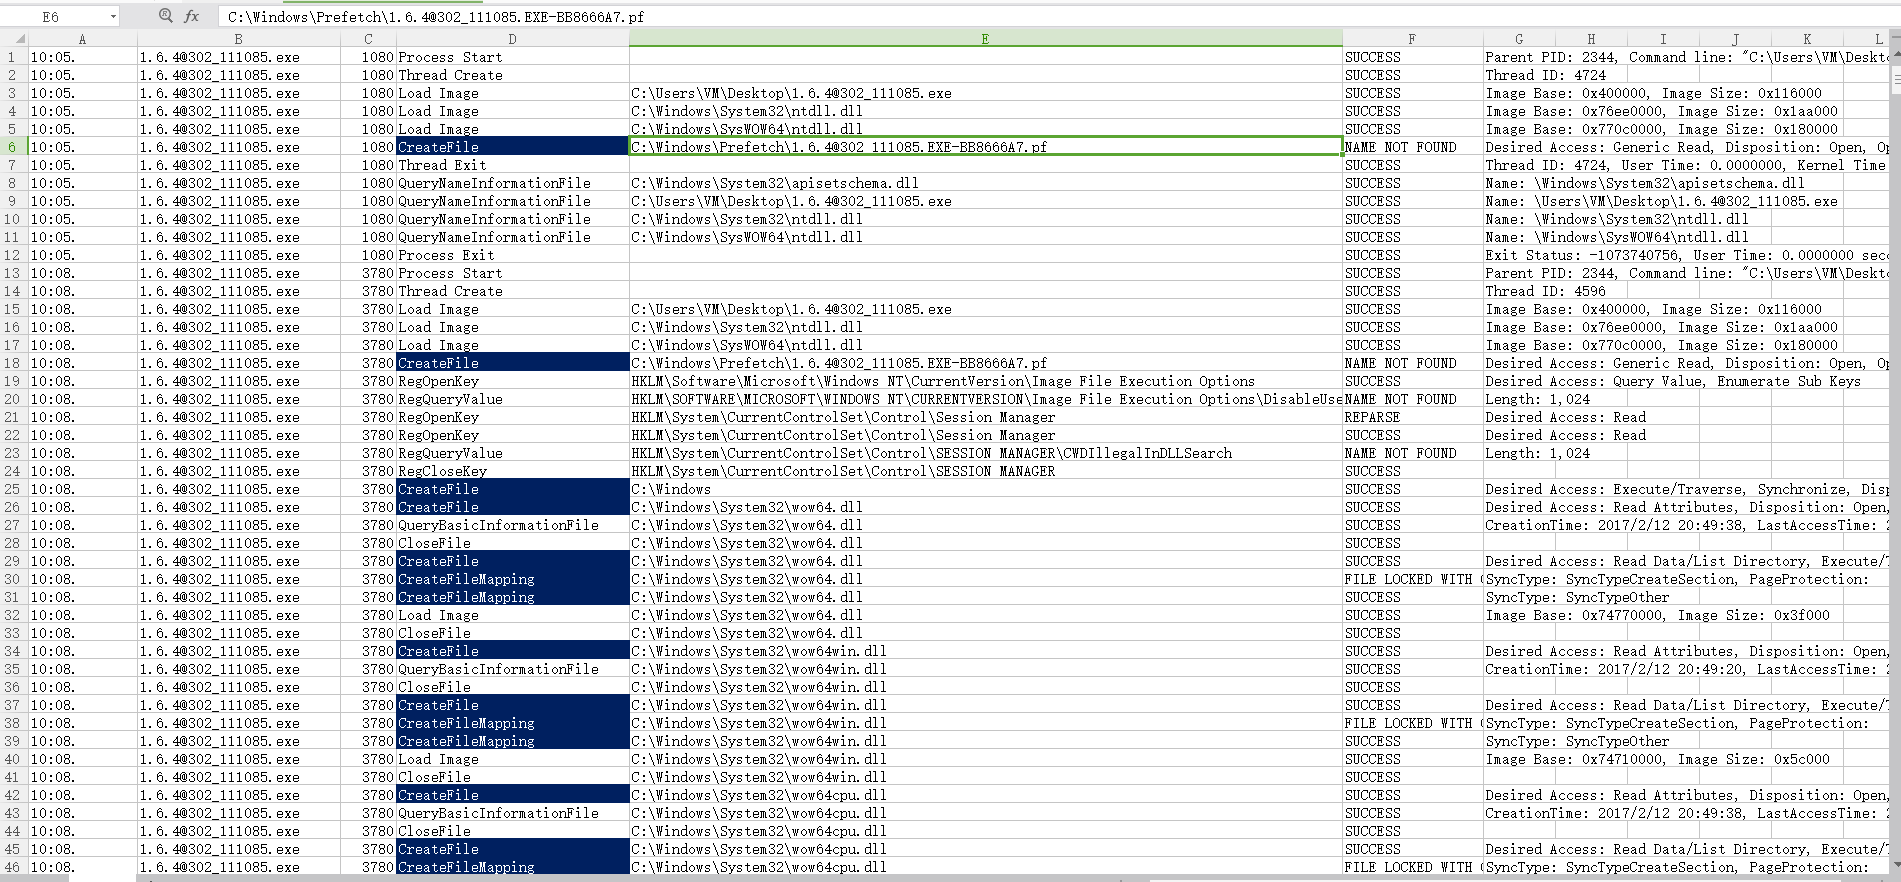 E6 fx C:\Windows\Prefetch\1.6.4@302_111085.EXE-BB8666A7.pf
A B C D E F G H I J K L
1 10:05. 1.6.4@302_111085.exe 1080 Process Start SUCCESS Parent PID: 2344, Command line: "C:\Users\VM\Deskto
2 10:05. 1.6.4@302_111085.exe 1080 Thread Create SUCCESS Thread ID: 4724
3 10:05. 1.6.4@302_111085.exe 1080 Load Image C:\Users\VM\Desktop\1.6.4@302_111085.exe SUCCESS Image Base: 0x400000, Image Size: 0x116000
4 10:05. 1.6.4@302_111085.exe 1080 Load Image C:\Windows\System32\ntdll.dll SUCCESS Image Base: 0x76ee0000, Image Size: 0x1aa000
5 10:05. 1.6.4@302_111085.exe 1080 Load Image C:\Windows\SysWOW64\ntdll.dll SUCCESS Image Base: 0x770c0000, Image Size: 0x180000
6 10:05. 1.6.4@302_111085.exe 1080 CreateFile C:\Windows\Prefetch\1.6.4@302_111085.EXE-BB8666A7.pf NAME NOT FOUND Desired Access: Generic Read, Disposition: Open, Op
7 10:05. 1.6.4@302_111085.exe 1080 Thread Exit SUCCESS Thread ID: 4724, User Time: 0.0000000, Kernel Time
8 10:05. 1.6.4@302_111085.exe 1080 QueryNameInformationFile C:\Windows\System32\apisetschema.dll SUCCESS Name: \Windows\System32\apisetschema.dll
9 10:05. 1.6.4@302_111085.exe 1080 QueryNameInformationFile C:\Users\VM\Desktop\1.6.4@302_111085.exe SUCCESS Name: \Users\VM\Desktop\1.6.4@302_111085.exe
10 10:05. 1.6.4@302_111085.exe 1080 QueryNameInformationFile C:\Windows\System32\ntdll.dll SUCCESS Name: \Windows\System32\ntdll.dll
11 10:05. 1.6.4@302_111085.exe 1080 QueryNameInformationFile C:\Windows\SysWOW64\ntdll.dll SUCCESS Name: \Windows\SysWOW64\ntdll.dll
12 10:05. 1.6.4@302_111085.exe 1080 Process Exit SUCCESS Exit Status: -1073740756, User Time: 0.0000000 seco
13 10:08. 1.6.4@302_111085.exe 3780 Process Start SUCCESS Parent PID: 2344, Command line: "C:\Users\VM\Deskto
14 10:08. 1.6.4@302_111085.exe 3780 Thread Create SUCCESS Thread ID: 4596
15 10:08. 1.6.4@302_111085.exe 3780 Load Image C:\Users\VM\Desktop\1.6.4@302_111085.exe SUCCESS Image Base: 0x400000, Image Size: 0x116000
16 10:08. 1.6.4@302_111085.exe 3780 Load Image C:\Windows\System32\ntdll.dll SUCCESS Image Base: 0x76ee0000, Image Size: 0x1aa000
17 10:08. 1.6.4@302_111085.exe 3780 Load Image C:\Windows\SysWOW64\ntdll.dll SUCCESS Image Base: 0x770c0000, Image Size: 0x180000
18 10:08. 1.6.4@302_111085.exe 3780 CreateFile C:\Windows\Prefetch\1.6.4@302_111085.EXE-BB8666A7.pf NAME NOT FOUND Desired Access: Generic Read, Disposition: Open, Op
19 10:08. 1.6.4@302_111085.exe 3780 RegOpenKey HKLM\Software\Microsoft\Windows NT\CurrentVersion\Image File Execution Options SUCCESS Desired Access: Query Value, Enumerate Sub Keys
20 10:08. 1.6.4@302_111085.exe 3780 RegQueryValue HKLM\SOFTWARE\MICROSOFT\WINDOWS NT\CURRENTVERSION\Image File Execution Options\DisableUse NAME NOT FOUND Length: 1,024
21 10:08. 1.6.4@302_111085.exe 3780 RegOpenKey HKLM\System\CurrentControlSet\Control\Session Manager REPARSE Desired Access: Read
22 10:08. 1.6.4@302_111085.exe 3780 RegOpenKey HKLM\System\CurrentControlSet\Control\Session Manager SUCCESS Desired Access: Read
23 10:08. 1.6.4@302_111085.exe 3780 RegQueryValue HKLM\System\CurrentControlSet\Control\SESSION MANAGER\CWDIllegalInDLLSearch NAME NOT FOUND Length: 1,024
24 10:08. 1.6.4@302_111085.exe 3780 RegCloseKey HKLM\System\CurrentControlSet\Control\SESSION MANAGER SUCCESS
25 10:08. 1.6.4@302_111085.exe 3780 CreateFile C:\Windows SUCCESS Desired Access: Execute/Traverse, Synchronize, Disp
26 10:08. 1.6.4@302_111085.exe 3780 CreateFile C:\Windows\System32\wow64.dll SUCCESS Desired Access: Read Attributes, Disposition: Open,
27 10:08. 1.6.4@302_111085.exe 3780 QueryBasicInformationFile C:\Windows\System32\wow64.dll SUCCESS CreationTime: 2017/2/12 20:49:38, LastAccessTime: 2
28 10:08. 1.6.4@302_111085.exe 3780 CloseFile C:\Windows\System32\wow64.dll SUCCESS
29 10:08. 1.6.4@302_111085.exe 3780 CreateFile C:\Windows\System32\wow64.dll SUCCESS Desired Access: Read Data/List Directory, Execute/T
30 10:08. 1.6.4@302_111085.exe 3780 CreateFileMapping C:\Windows\System32\wow64.dll FILE LOCKED WITH SyncType: SyncTypeCreateSection, PageProtection:
31 10:08. 1.6.4@302_111085.exe 3780 CreateFileMapping C:\Windows\System32\wow64.dll SUCCESS SyncType: SyncTypeOther
32 10:08. 1.6.4@302_111085.exe 3780 Load Image C:\Windows\System32\wow64.dll SUCCESS Image Base: 0x74770000, Image Size: 0x3f000
33 10:08. 1.6.4@302_111085.exe 3780 CloseFile C:\Windows\System32\wow64.dll SUCCESS
34 10:08. 1.6.4@302_111085.exe 3780 CreateFile C:\Windows\System32\wow64win.dll SUCCESS Desired Access: Read Attributes, Disposition: Open,
35 10:08. 1.6.4@302_111085.exe 3780 QueryBasicInformationFile C:\Windows\System32\wow64win.dll SUCCESS CreationTime: 2017/2/12 20:49:20, LastAccessTime: 2
36 10:08. 1.6.4@302_111085.exe 3780 CloseFile C:\Windows\System32\wow64win.dll SUCCESS
37 10:08. 1.6.4@302_111085.exe 3780 CreateFile C:\Windows\System32\wow64win.dll SUCCESS Desired Access: Read Data/List Directory, Execute/T
38 10:08. 1.6.4@302_111085.exe 3780 CreateFileMapping C:\Windows\System32\wow64win.dll FILE LOCKED WITH SyncType: SyncTypeCreateSection, PageProtection:
39 10:08. 1.6.4@302_111085.exe 3780 CreateFileMapping C:\Windows\System32\wow64win.dll SUCCESS SyncType: SyncTypeOther
40 10:08. 1.6.4@302_111085.exe 3780 Load Image C:\Windows\System32\wow64win.dll SUCCESS Image Base: 0x74710000, Image Size: 0x5c000
41 10:08. 1.6.4@302_111085.exe 3780 CloseFile C:\Windows\System32\wow64win.dll SUCCESS
42 10:08. 1.6.4@302_111085.exe 3780 CreateFile C:\Windows\System32\wow64cpu.dll SUCCESS Desired Access: Read Attributes, Disposition: Open,
43 10:08. 1.6.4@302_111085.exe 3780 QueryBasicInformationFile C:\Windows\System32\wow64cpu.dll SUCCESS CreationTime: 2017/2/12 20:49:38, LastAccessTime: 2
44 10:08. 1.6.4@302_111085.exe 3780 CloseFile C:\Windows\System32\wow64cpu.dll SUCCESS
45 10:08. 1.6.4@302_111085.exe 3780 CreateFile C:\Windows\System32\wow64cpu.dll SUCCESS Desired Access: Read Data/List Directory, Execute/T
46 10:08. 1.6.4@302_111085.exe 3780 CreateFileMapping C:\Windows\System32\wow64cpu.dll FILE LOCKED WITH SyncType: SyncTypeCreateSection, PageProtection: